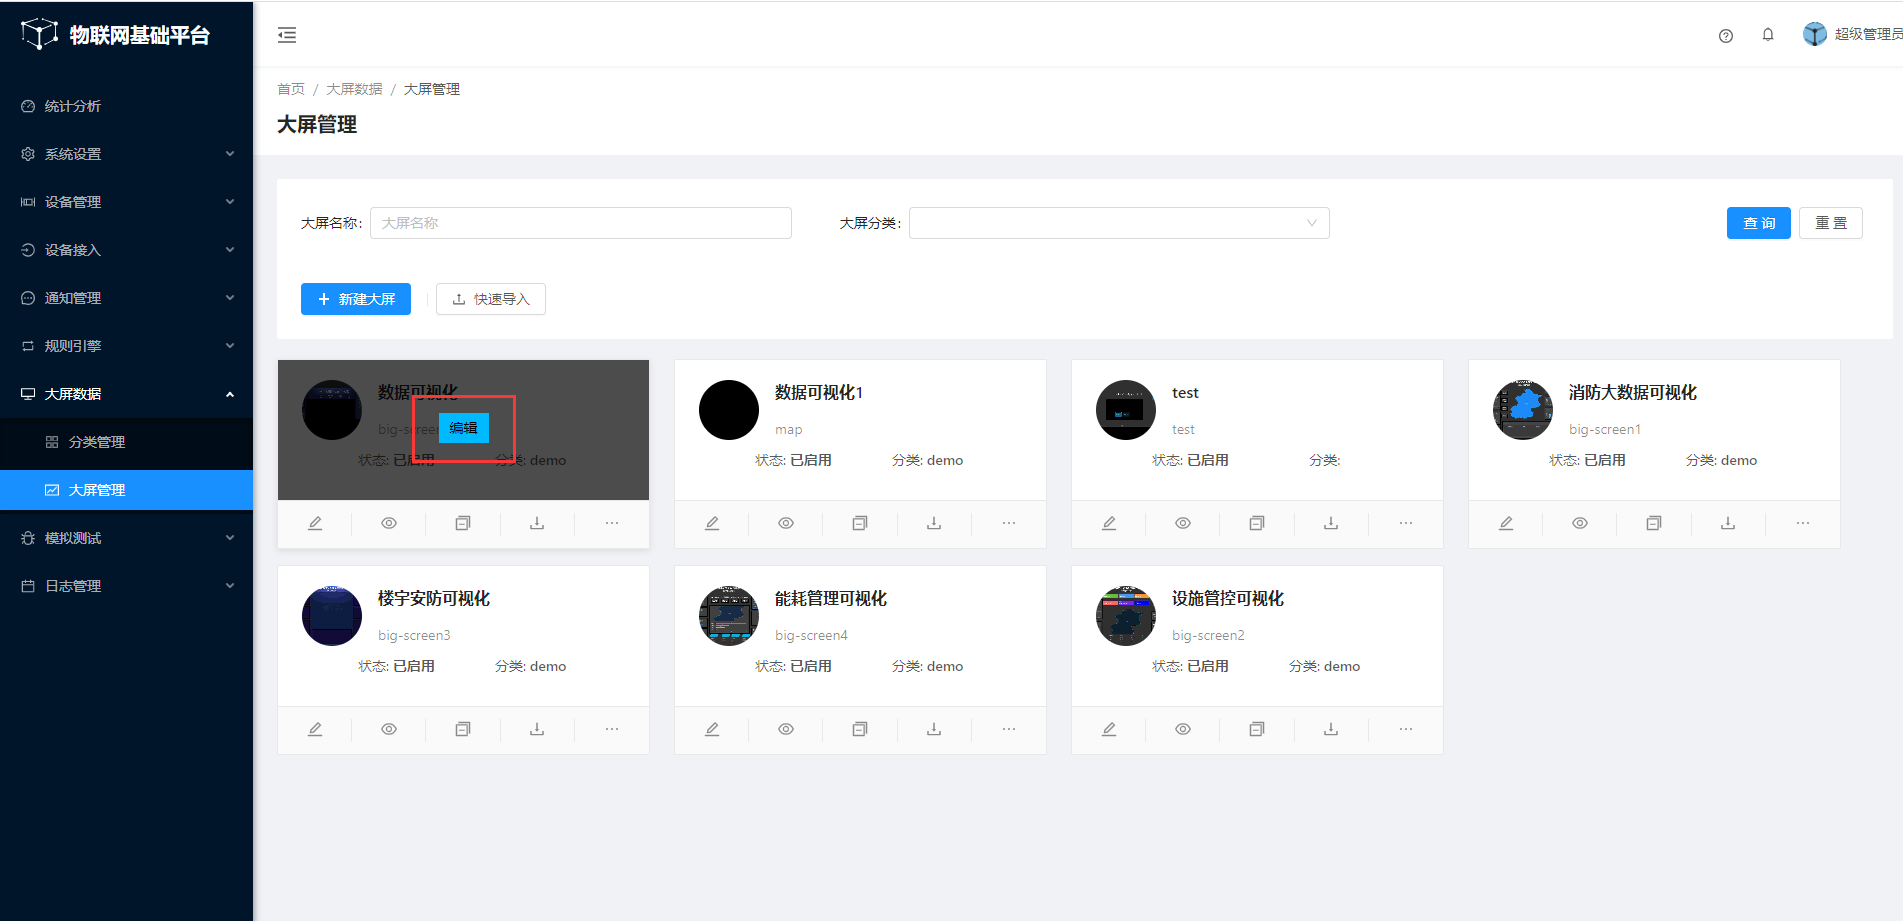 物联网基础平台
超级管理员
统计分析
系统设置
设备管理
设备接入
通知管理
规则引擎
大屏数据
分类管理
大屏管理
模拟测试
日志管理
首页 / 大屏数据 / 大屏管理
大屏管理
大屏名称: 大屏名称
大屏分类:
查 询
重 置
新建大屏
快速导入
数据可视化
big-screen
编辑
状态: 已启用 分类: demo
数据可视化1
map
状态: 已启用 分类: demo
test
test
状态: 已启用 分类:
消防大数据可视化
big-screen1
状态: 已启用 分类: demo
楼宇安防可视化
big-screen3
状态: 已启用 分类: demo
能耗管理可视化
big-screen4
状态: 已启用 分类: demo
设施管控可视化
big-screen2
状态: 已启用 分类: demo